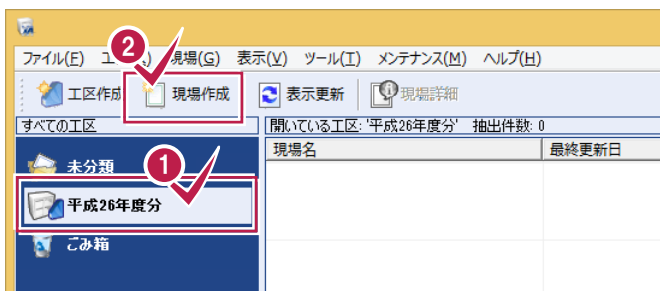 ファイル(F) 現場(G) 表示(V) ツール(T) メンテナンス(M) ヘルプ(H)
工区作成 現場作成 表示更新 現場詳細
すべての工区 開いている工区: '平成26年度分' 抽出件数: 0
現場名 最終更新日
未分類
平成26年度分
ごみ箱
2
1